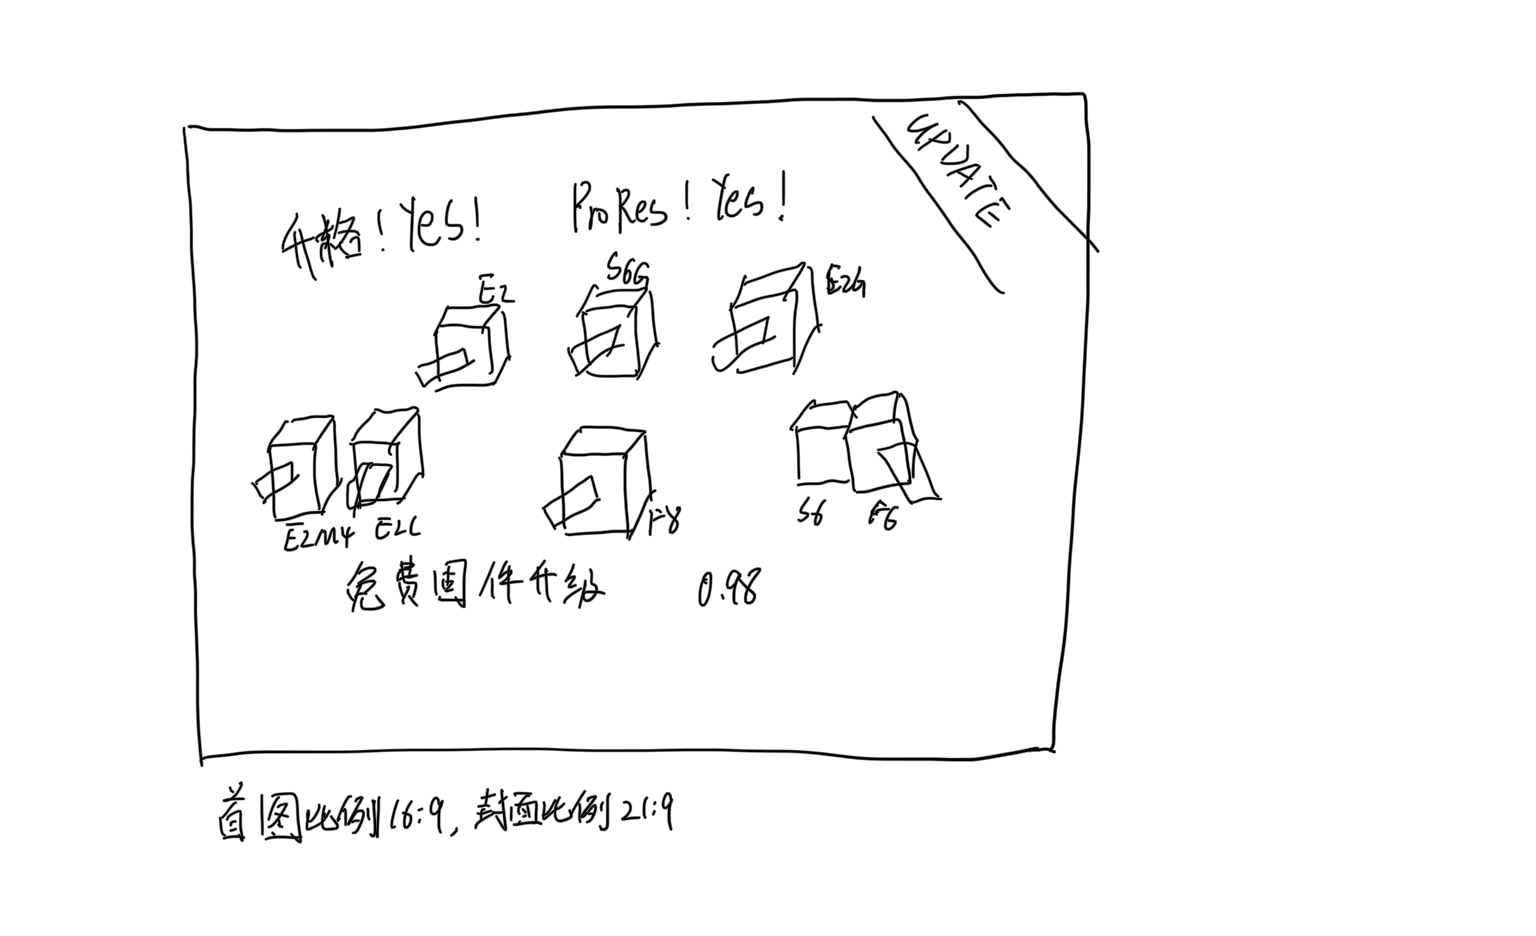 UPDATE
升格！Yes！ ProRes！Yes！
E2 S6G E2G
E2M4 E2C F8 S6 F6
免费固件升级 0.98
首图比例16:9，封面比例21:9